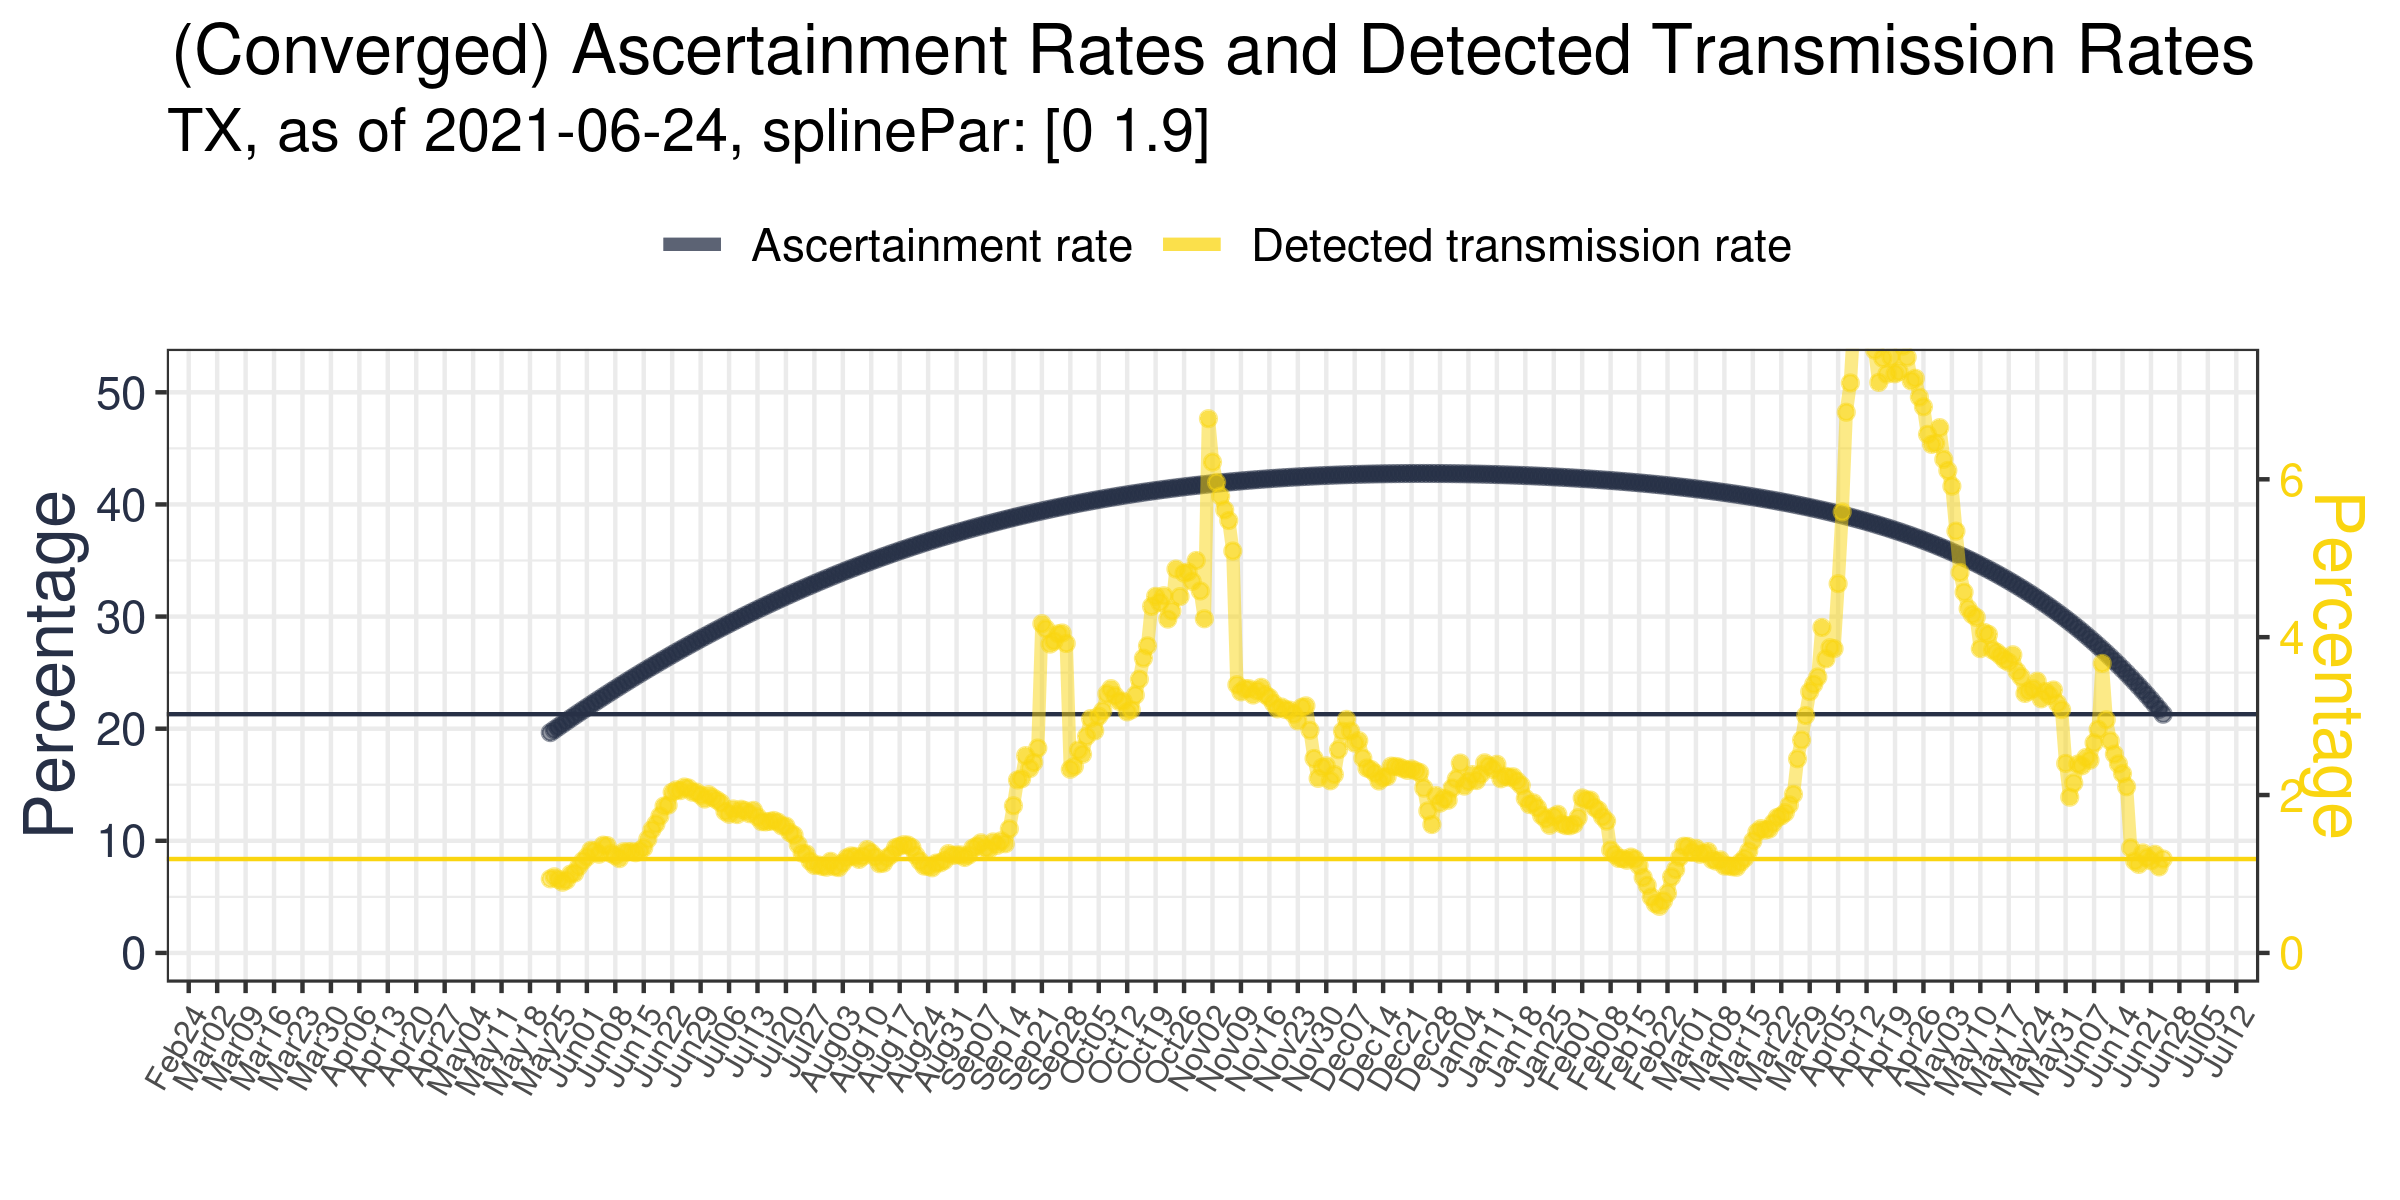 (Converged) Ascertainment Rates and Detected Transmission Rates
TX, as of 2021-06-24, splinePar: [0 1.9]
Ascertainment rate
Detected transmission rate
Percentage
50
40
30
20
10
0
6
4
2
0
Percentage
Feb24
Mar02
Mar09
Mar16
Mar23
Mar30
Apr06
Apr13
Apr20
Apr27
May04
May11
May18
May25
Jun01
Jun08
Jun15
Jun22
Jun29
Jul06
Jul13
Jul20
Jul27
Aug03
Aug10
Aug17
Aug24
Aug31
Sep07
Sep14
Sep21
Sep28
Oct05
Oct12
Oct19
Oct26
Nov02
Nov09
Nov16
Nov23
Nov30
Dec07
Dec14
Dec21
Dec28
Jan04
Jan11
Jan18
Jan25
Feb01
Feb08
Feb15
Feb22
Mar01
Mar08
Mar15
Mar22
Mar29
Apr05
Apr12
Apr19
Apr26
May03
May10
May17
May24
May31
Jun07
Jun14
Jun21
Jun28
Jul05
Jul12